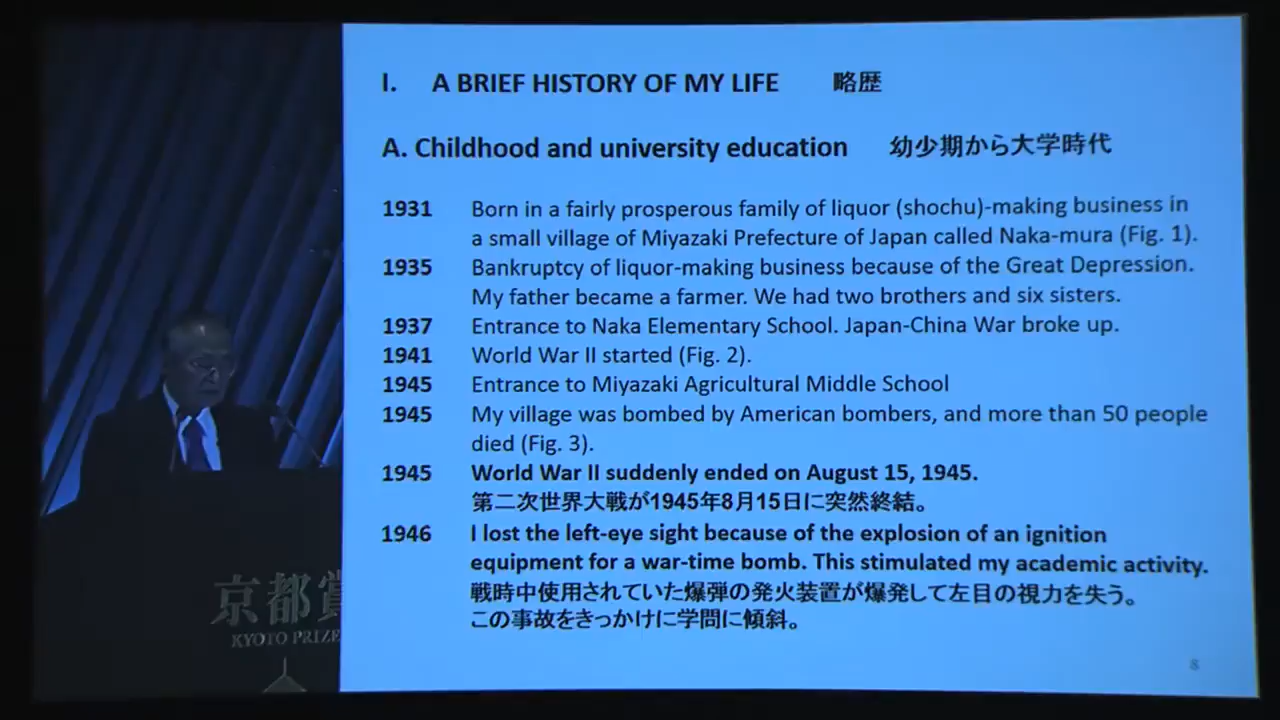 I. A BRIEF HISTORY OF MY LIFE 略歴
A. Childhood and university education 幼少期から大学時代
1931 Born in a fairly prosperous family of liquor (shochu)-making business in
a small village of Miyazaki Prefecture of Japan called Naka-mura (Fig. 1).
1935 Bankruptcy of liquor-making business because of the Great Depression.
My father became a farmer. We had two brothers and six sisters.
1937 Entrance to Naka Elementary School. Japan-China War broke up.
1941 World War II started (Fig. 2).
1945 Entrance to Miyazaki Agricultural Middle School
1945 My village was bombed by American bombers, and more than 50 people
died (Fig. 3).
1945 World War II suddenly ended on August 15, 1945.
第二次世界大戦が1945年8月15日に突然終結。
1946 I lost the left-eye sight because of the explosion of an ignition
equipment for a war-time bomb. This stimulated my academic activity.
戦時中使用されていた爆弾の発火装置が爆発して左目の視力を失う。
この事故をきっかけに学問に傾斜。
8
京都賞
KYOTO PRIZE